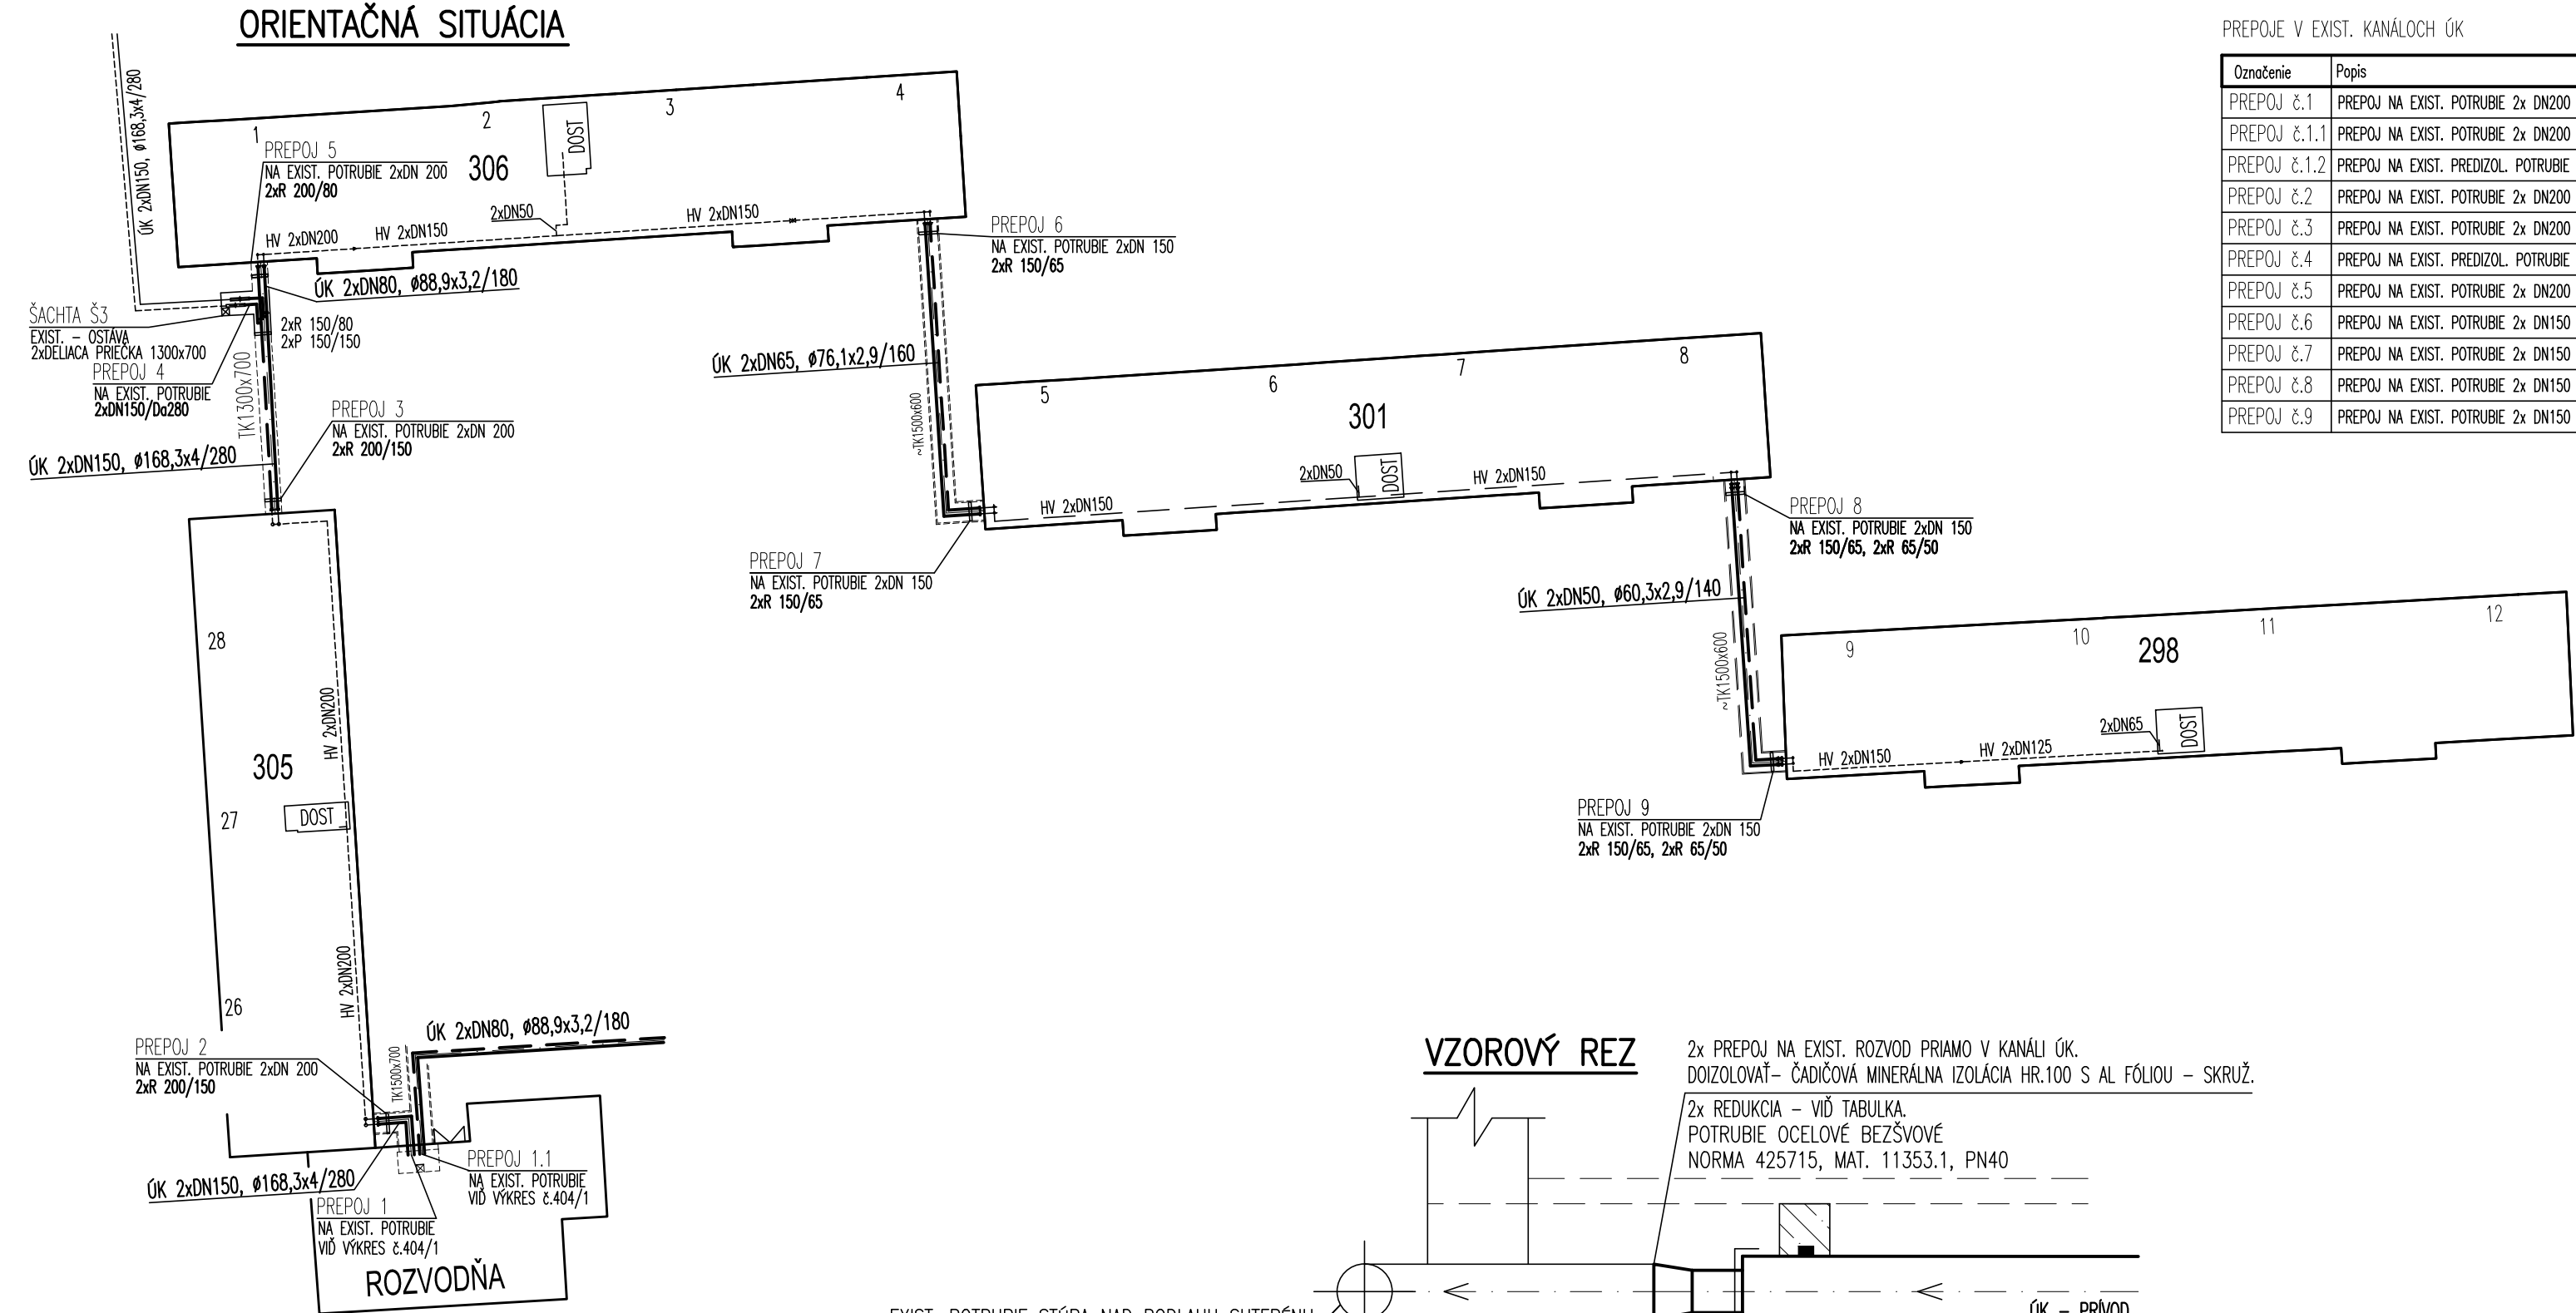 ORIENTAČNÁ SITUÁCIA
ÚK 2xDN150, ø168,3x4/280
1
2
3
4
DOST
306
PREPOJ 5
NA EXIST. POTRUBIE 2xDN 200
2xR 200/80
2xDN50
HV 2xDN200
HV 2xDN150
HV 2xDN150
ÚK 2xDN80, ø88,9x3,2/180
PREPOJ 6
NA EXIST. POTRUBIE 2xDN 150
2xR 150/65
ŠACHTA Š3
EXIST. – OSTÁVA
2xDELIACA PRIEČKA 1300x700
2xR 150/80
2xP 150/150
PREPOJ 4
NA EXIST. POTRUBIE
2xDN150/Da280
TK1300x700
PREPOJ 3
NA EXIST. POTRUBIE 2xDN 200
2xR 200/150
ÚK 2xDN150, ø168,3x4/280
ÚK 2xDN65, ø76,1x2,9/160
~TK1500x600
5
6
7
8
301
2xDN50
DOST
HV 2xDN150
HV 2xDN150
PREPOJ 7
NA EXIST. POTRUBIE 2xDN 150
2xR 150/65
PREPOJ 8
NA EXIST. POTRUBIE 2xDN 150
2xR 150/65, 2xR 65/50
ÚK 2xDN50, ø60,3x2,9/140
~TK1500x600
9
10
11
12
298
2xDN65
DOST
HV 2xDN150
HV 2xDN125
PREPOJ 9
NA EXIST. POTRUBIE 2xDN 150
2xR 150/65, 2xR 65/50
28
305
27
DOST
26
HV 2xDN200
HV 2xDN200
ÚK 2xDN80, ø88,9x3,2/180
TK1500x700
PREPOJ 2
NA EXIST. POTRUBIE 2xDN 200
2xR 200/150
ÚK 2xDN150, ø168,3x4/280
PREPOJ 1.1
NA EXIST. POTRUBIE
VIĎ VÝKRES č.404/1
PREPOJ 1
NA EXIST. POTRUBIE
VIĎ VÝKRES č.404/1
ROZVODŇA
PREPOJE V EXIST. KANÁLOCH ÚK
Označenie Popis
PREPOJ č.1 PREPOJ NA EXIST. POTRUBIE 2x DN200
PREPOJ č.1.1 PREPOJ NA EXIST. POTRUBIE 2x DN200
PREPOJ č.1.2 PREPOJ NA EXIST. PREDIZOL. POTRUBIE
PREPOJ č.2 PREPOJ NA EXIST. POTRUBIE 2x DN200
PREPOJ č.3 PREPOJ NA EXIST. POTRUBIE 2x DN200
PREPOJ č.4 PREPOJ NA EXIST. PREDIZOL. POTRUBIE
PREPOJ č.5 PREPOJ NA EXIST. POTRUBIE 2x DN200
PREPOJ č.6 PREPOJ NA EXIST. POTRUBIE 2x DN150
PREPOJ č.7 PREPOJ NA EXIST. POTRUBIE 2x DN150
PREPOJ č.8 PREPOJ NA EXIST. POTRUBIE 2x DN150
PREPOJ č.9 PREPOJ NA EXIST. POTRUBIE 2x DN150
VZOROVÝ REZ
2x PREPOJ NA EXIST. ROZVOD PRIAMO V KANÁLI ÚK.
DOIZOLOVAŤ– ČADIČOVÁ MINERÁLNA IZOLÁCIA HR.100 S AL FÓLIOU – SKRUŽ.
2x REDUKCIA – VIĎ TABULKA.
POTRUBIE OCELOVÉ BEZŠVOVÉ
NORMA 425715, MAT. 11353.1, PN40
EXIST. POTRUBIE STÚPA NAD PODLAHU SUTERÉNU
ÚK – PRÍVOD